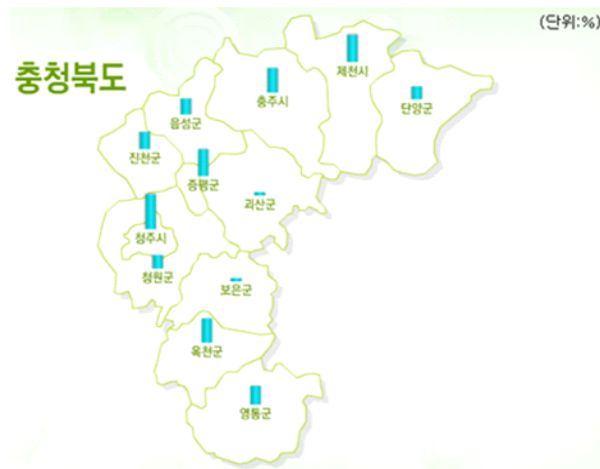 (단위:%)
충청북도
제천시
충주시
단양군
음성군
진천군
증평군
괴산군
청주시
청원군
보은군
옥천군
영동군